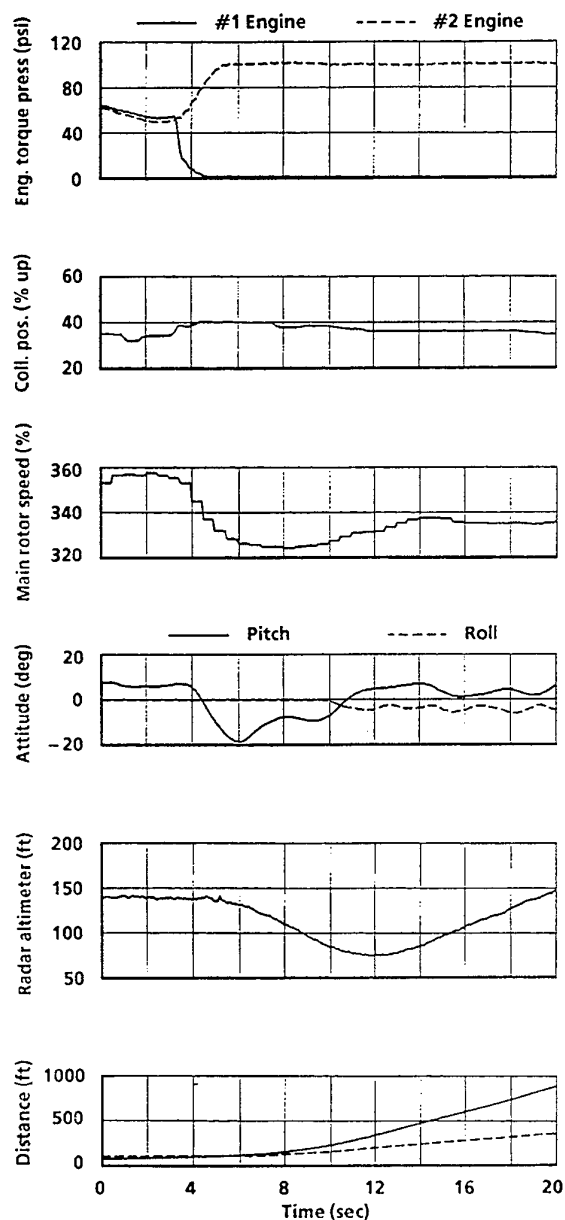 #1 Engine #2 Engine
Eng. torque press (psi)
120
80
40
0
Coll. pos. (% up)
60
40
20
Main rotor speed (%)
360
340
320
Pitch Roll
Attitude (deg)
20
0
-20
Radar altimeter (ft)
200
150
100
50
Distance (ft)
1000
500
0
0 4 8 12 16 20
Time (sec)